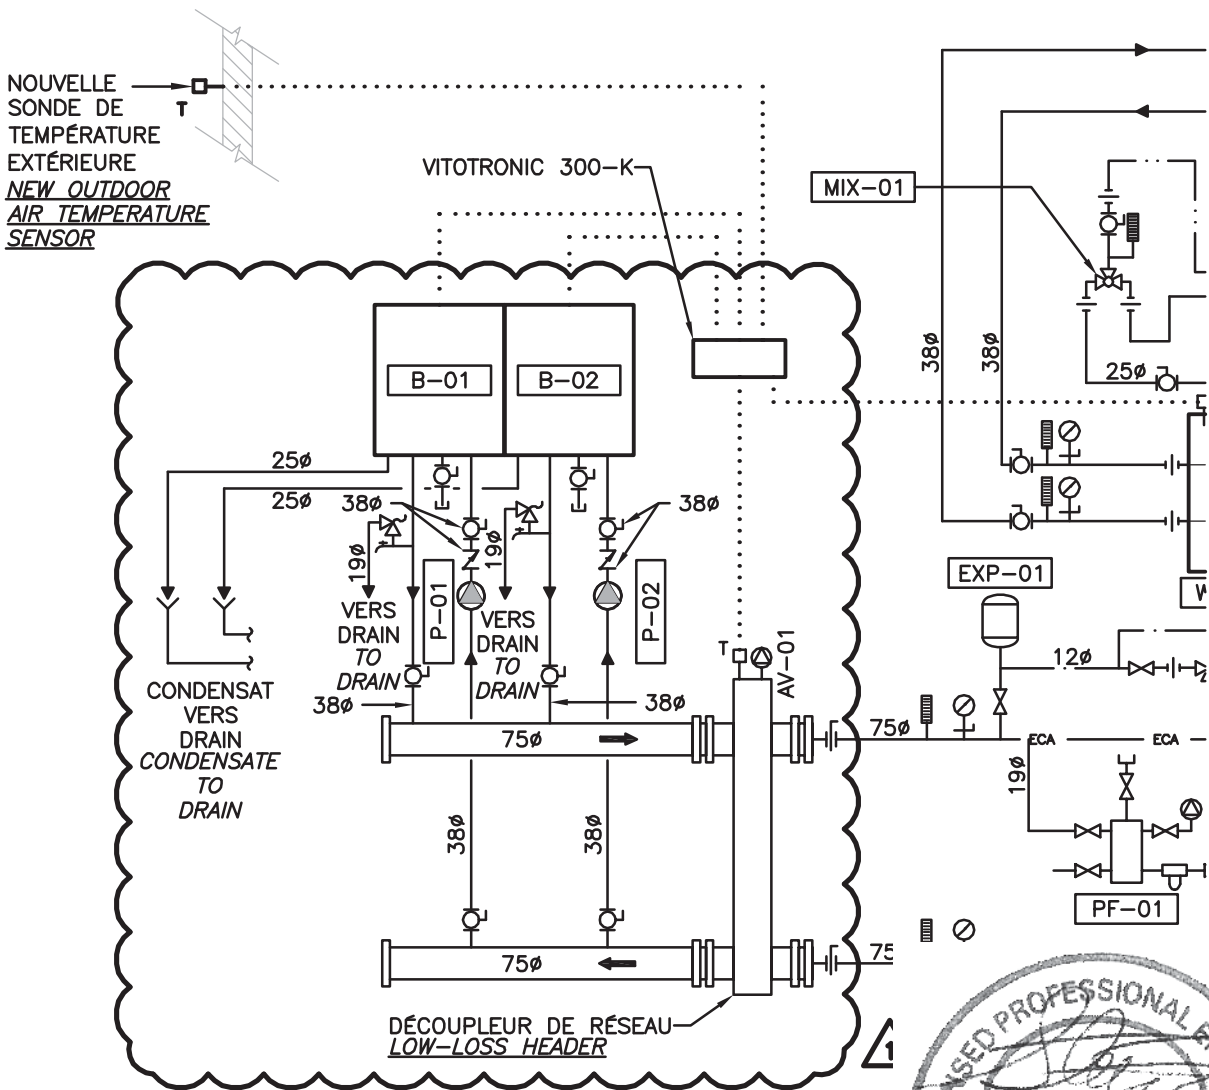 NOUVELLE
SONDE DE
TEMPÉRATURE
EXTÉRIEURE
NEW OUTDOOR
AIR TEMPERATURE
SENSOR
T
VITOTRONIC 300-K
MIX-01
B-01
B-02
38ø
38ø
25ø
25ø
25ø
38ø
38ø
19ø
19ø
P-01
P-02
VERS
DRAIN
TO
DRAIN
VERS
DRAIN
TO
DRAIN
EXP-01
W
T
AV-01
12ø
CONDENSAT
VERS
DRAIN
CONDENSATE
TO
DRAIN
38ø
38ø
75ø
75ø
ECA
ECA
19ø
38ø
38ø
PF-01
75ø
75
DÉCOUPLEUR DE RÉSEAU
LOW-LOSS HEADER
1
PROFESSIONAL